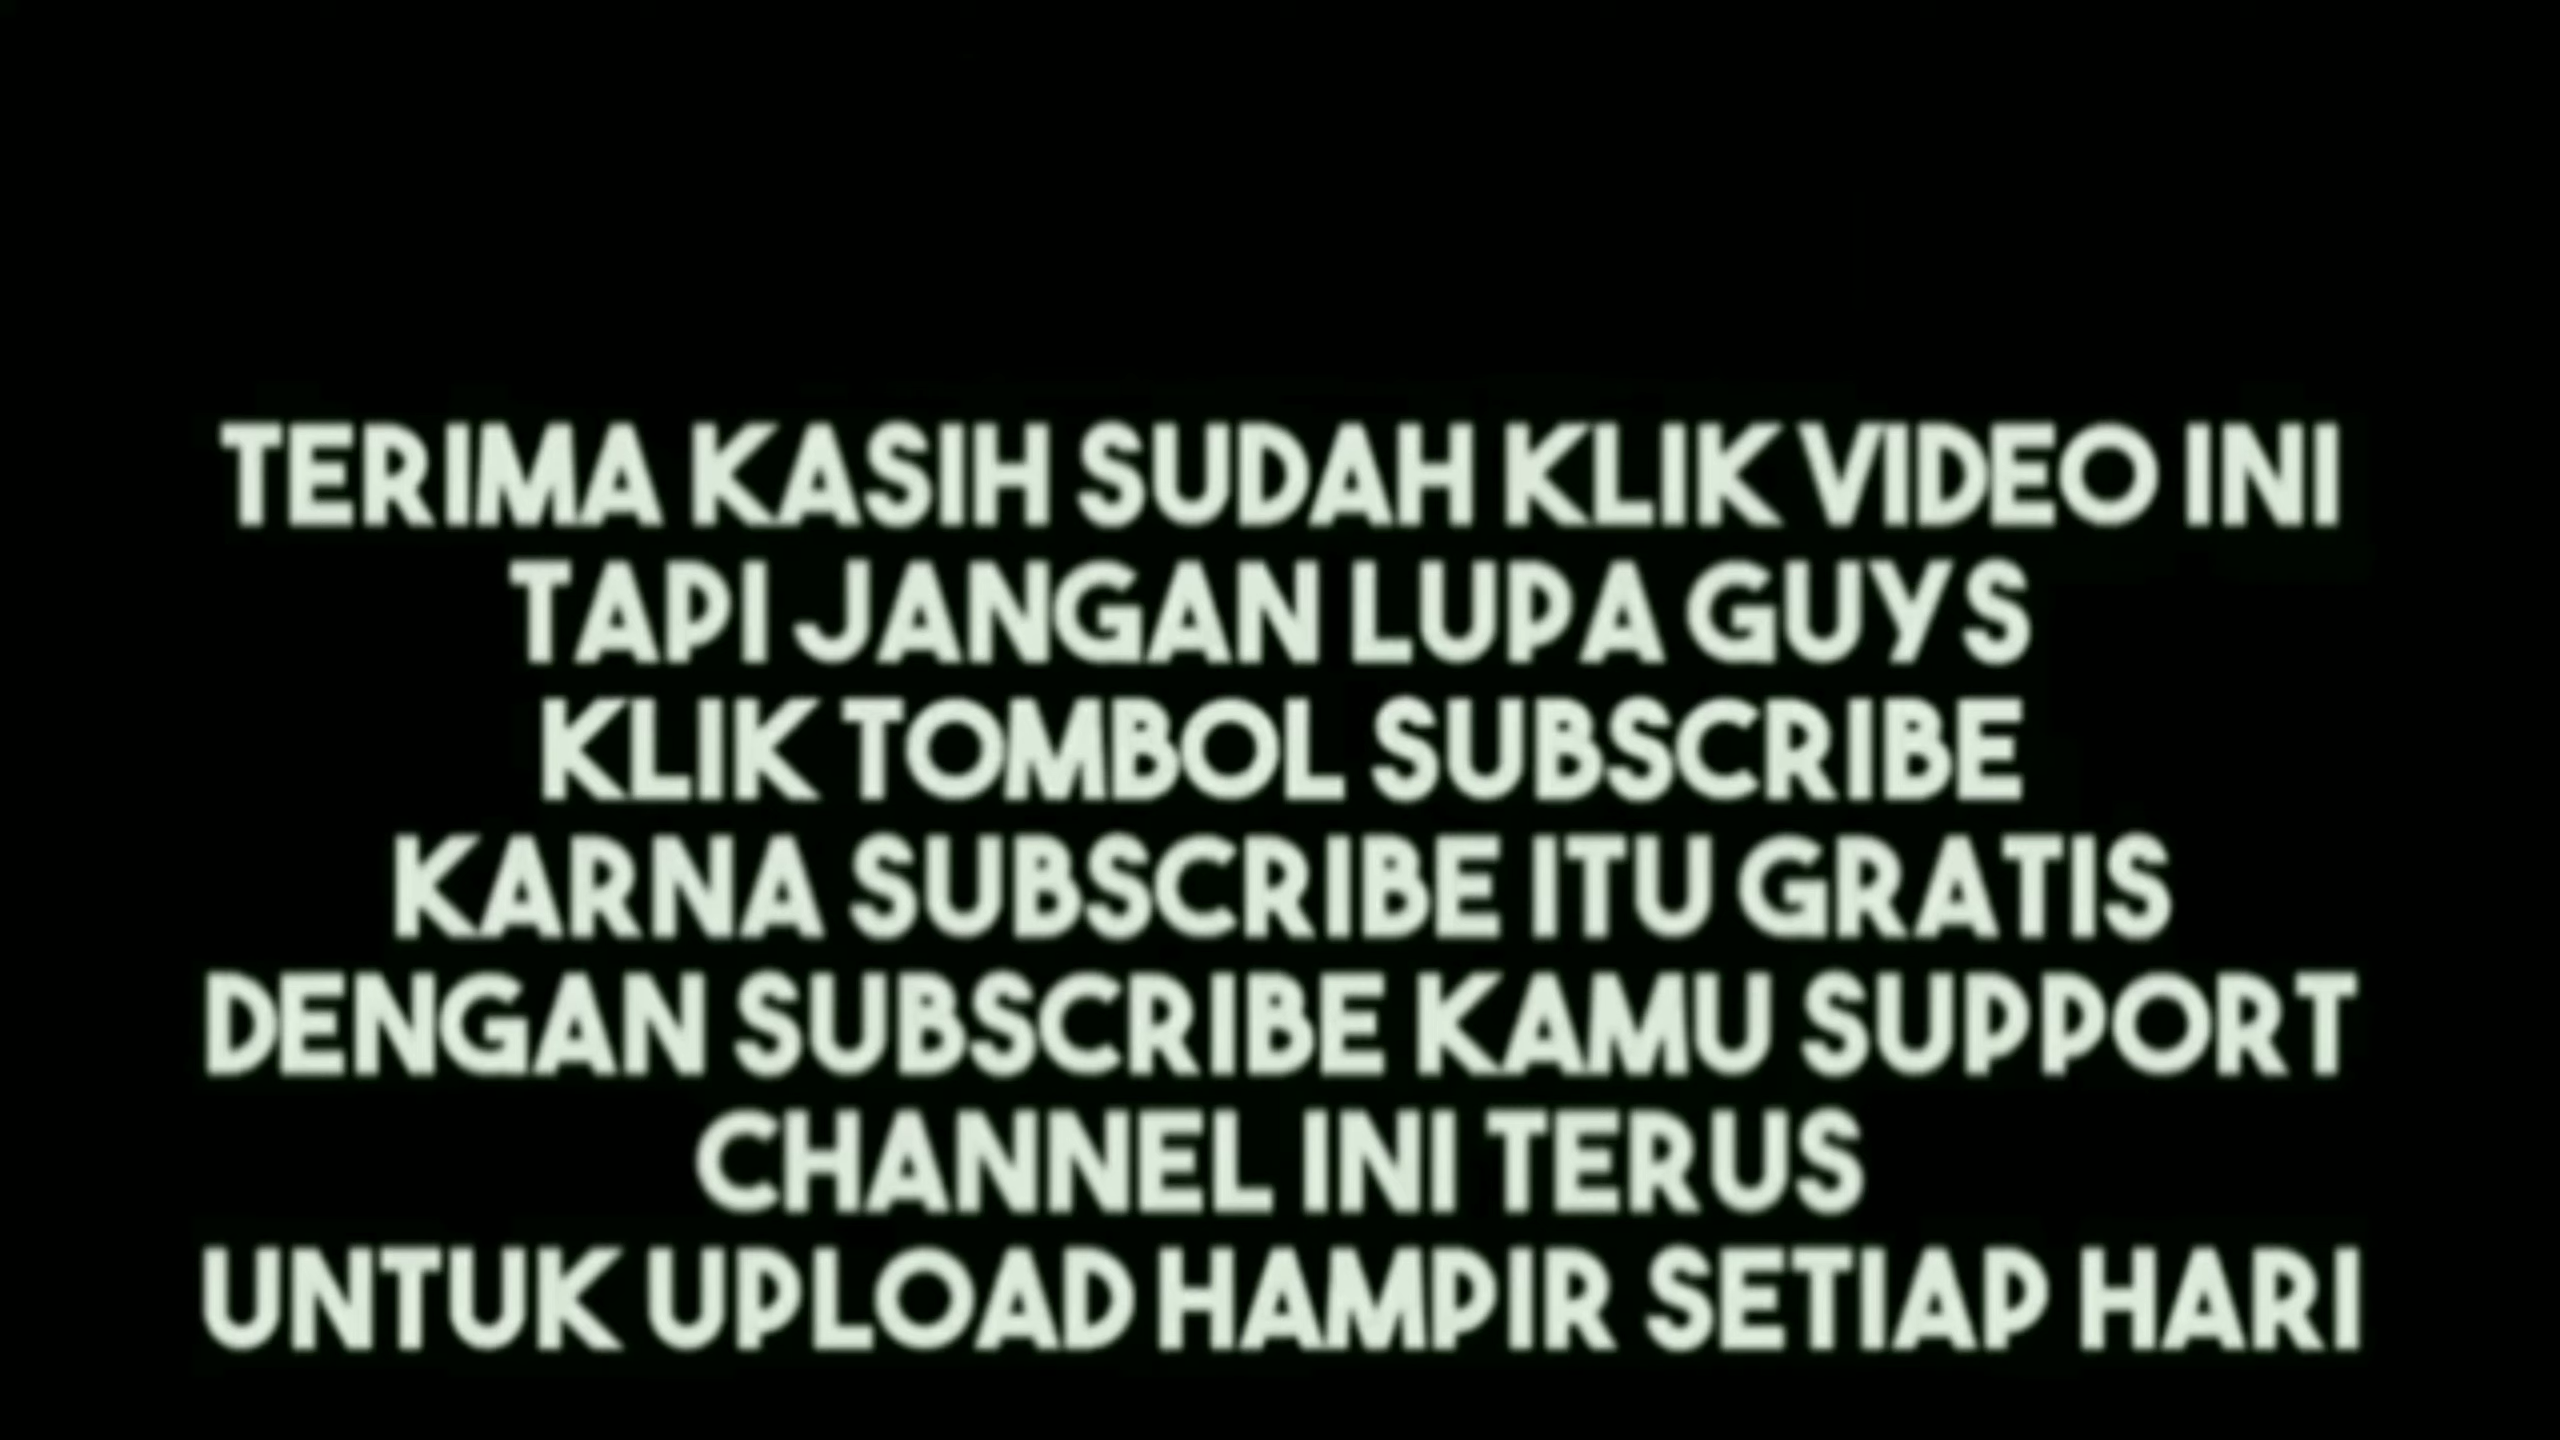 TERIMA KASIH SUDAH KLIK VIDEO INI
TAPI JANGAN LUPA GUYS
KLIK TOMBOL SUBSCRIBE
KARNA SUBSCRIBE ITU GRATIS
DENGAN SUBSCRIBE KAMU SUPPORT
CHANNEL INI TERUS
UNTUK UPLOAD HAMPIR SETIAP HARI